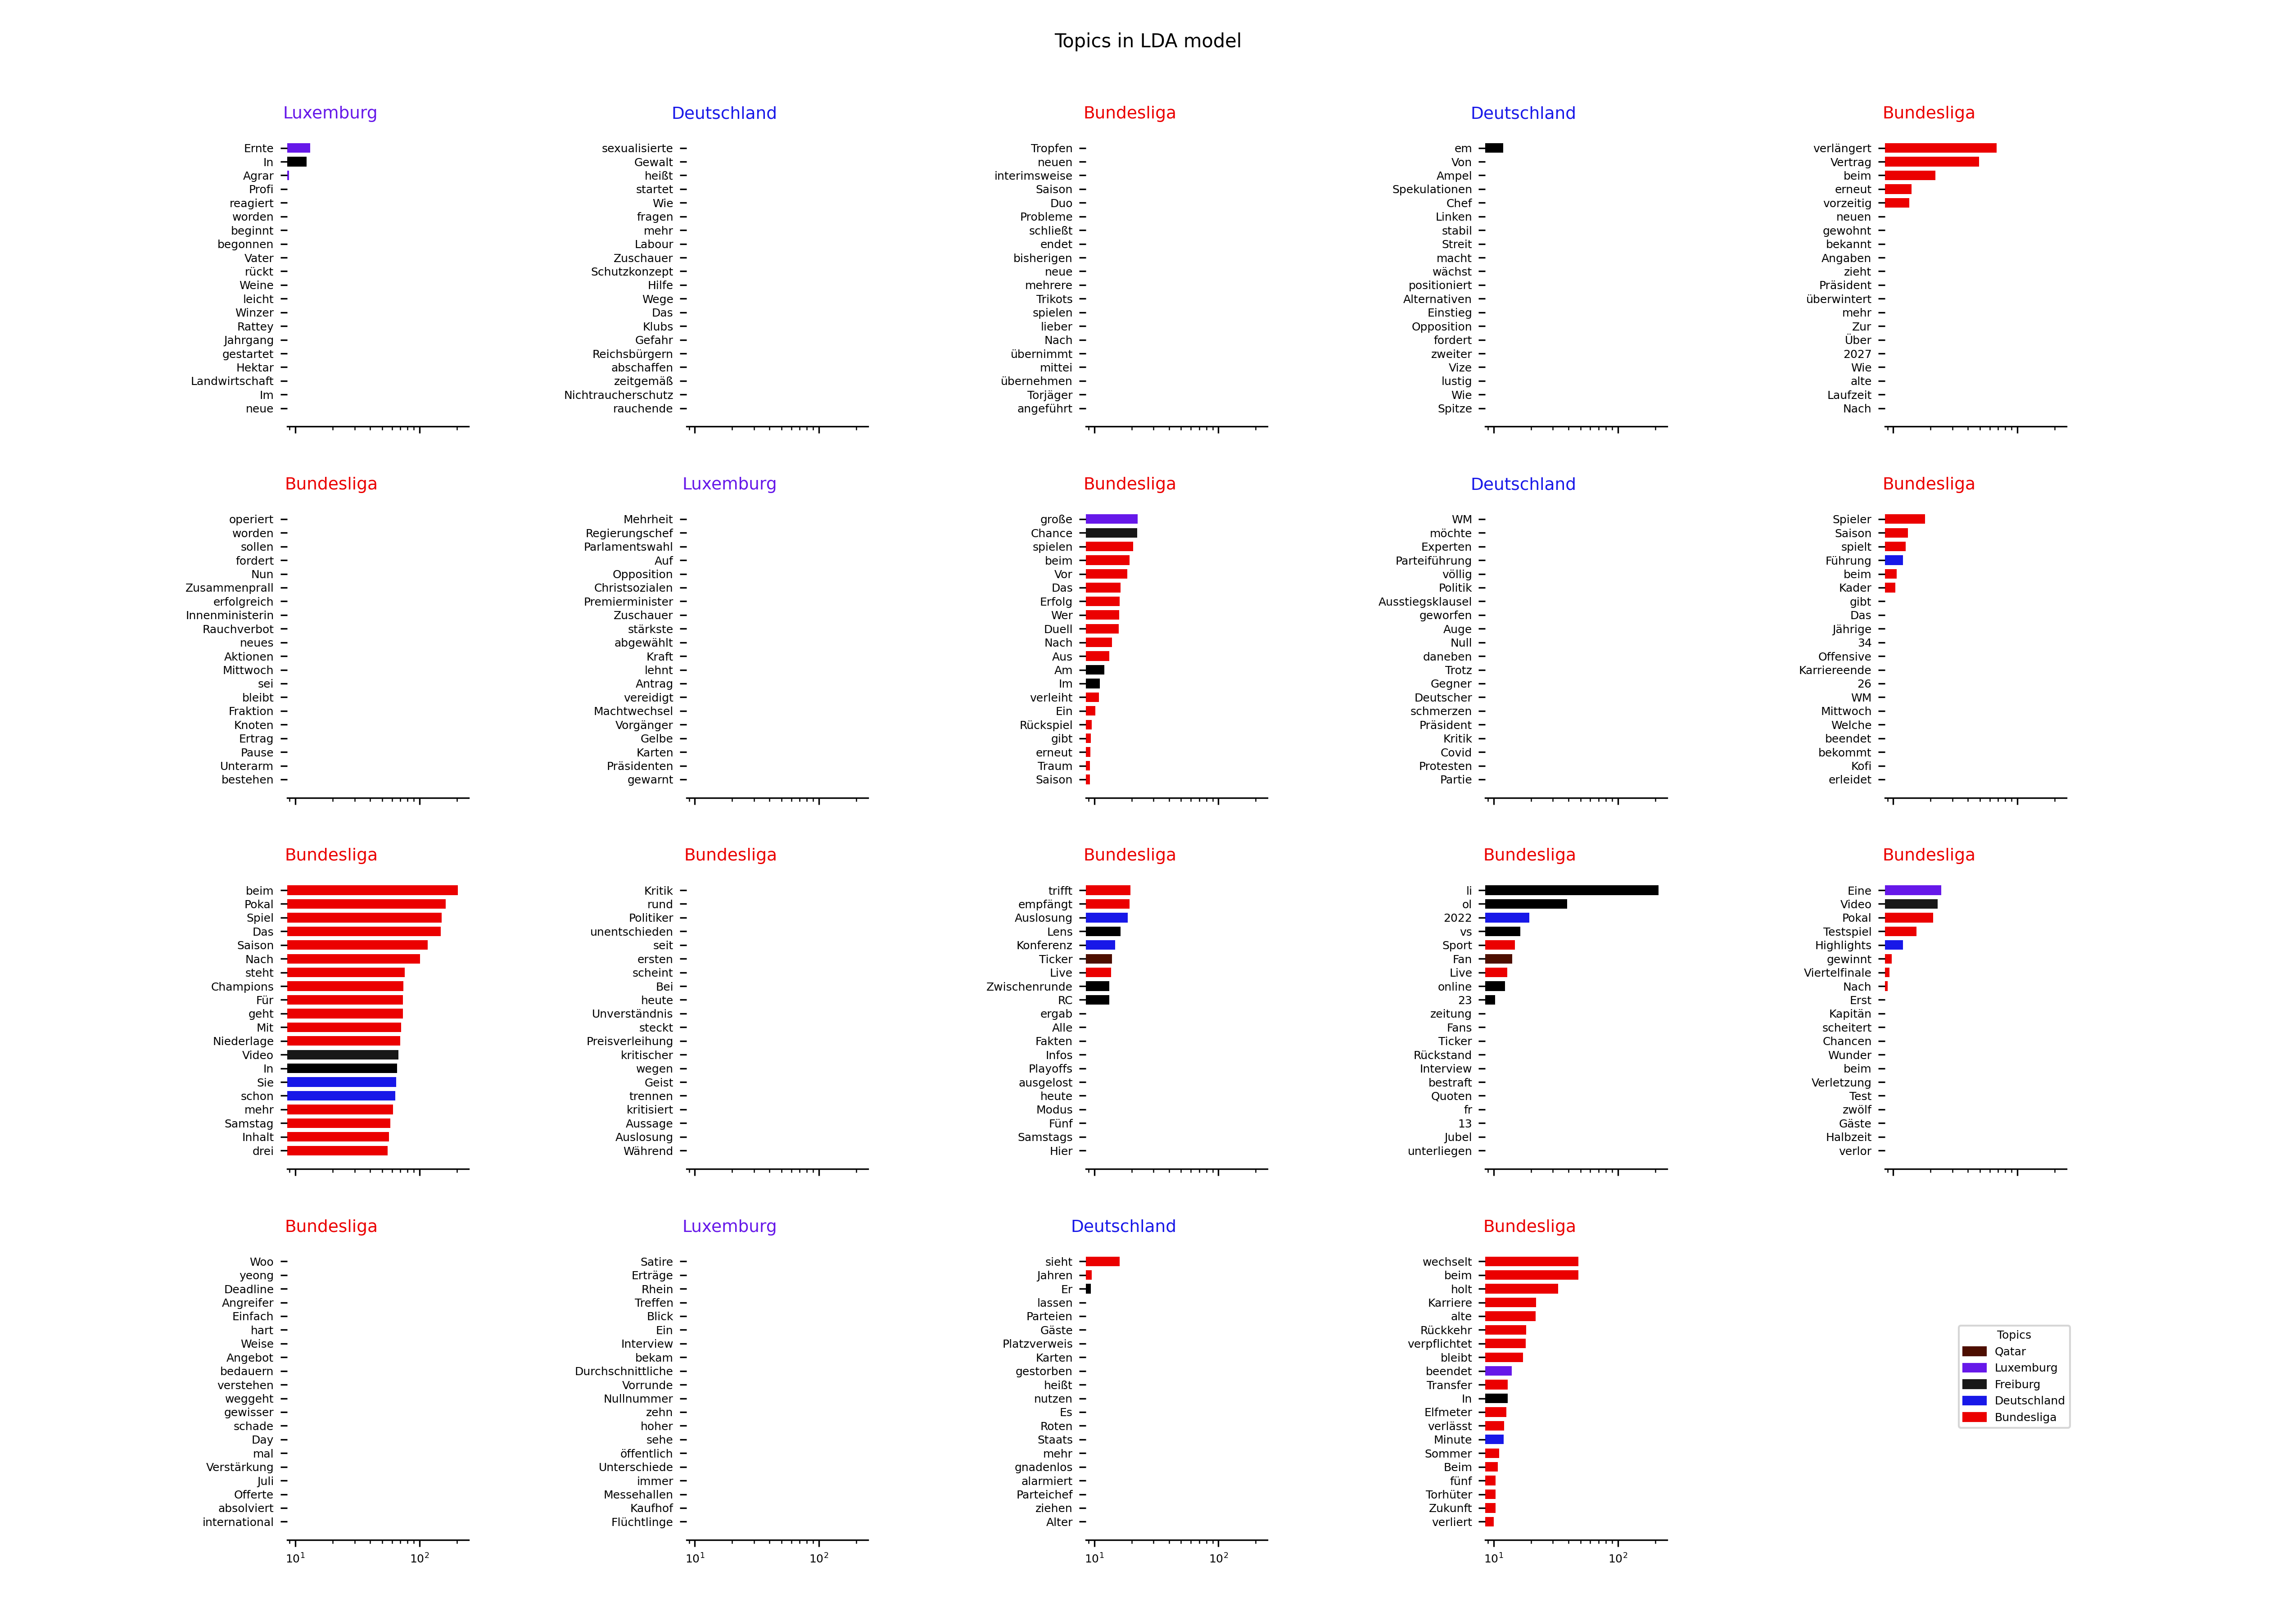 Topics in LDA model
Luxemburg
Ernte
In
Agrar
Profi
reagiert
worden
beginnt
begonnen
Vater
rückt
Weine
leicht
Winzer
Rattey
Jahrgang
gestartet
Hektar
Landwirtschaft
Im
neue
Deutschland
sexualisierte
Gewalt
heißt
startet
Wie
fragen
mehr
Labour
Zuschauer
Schutzkonzept
Hilfe
Wege
Das
Klubs
Gefahr
Reichsbürgern
abschaffen
zeitgemäß
Nichtraucherschutz
rauchende
Bundesliga
Tropfen
neuen
interimsweise
Saison
Duo
Probleme
schließt
endet
bisherigen
neue
mehrere
Trikots
spielen
lieber
Nach
übernimmt
mittei
übernehmen
Torjäger
angeführt
Deutschland
em
Von
Ampel
Spekulationen
Chef
Linken
stabil
Streit
macht
wächst
positioniert
Alternativen
Einstieg
Opposition
fordert
zweiter
Vize
lustig
Wie
Spitze
Bundesliga
verlängert
Vertrag
beim
erneut
vorzeitig
neuen
gewohnt
bekannt
Angaben
zieht
Präsident
überwintert
mehr
Zur
Über
2027
Wie
alte
Laufzeit
Nach
Bundesliga
operiert
worden
sollen
fordert
Nun
Zusammenprall
erfolgreich
Innenministerin
Rauchverbot
neues
Aktionen
Mittwoch
sei
bleibt
Fraktion
Knoten
Ertrag
Pause
Unterarm
bestehen
Luxemburg
Mehrheit
Regierungschef
Parlamentswahl
Auf
Opposition
Christsozialen
Premierminister
Zuschauer
stärkste
abgewählt
Kraft
lehnt
Antrag
vereidigt
Machtwechsel
Vorgänger
Gelbe
Karten
Präsidenten
gewarnt
Bundesliga
große
Chance
spielen
beim
Vor
Das
Erfolg
Wer
Duell
Nach
Aus
Am
Im
verleiht
Ein
Rückspiel
gibt
erneut
Traum
Saison
Deutschland
WM
möchte
Experten
Parteiführung
völlig
Politik
Ausstiegsklausel
geworfen
Auge
Null
daneben
Trotz
Gegner
Deutscher
schmerzen
Präsident
Kritik
Covid
Protesten
Partie
Bundesliga
Spieler
Saison
spielt
Führung
beim
Kader
gibt
Das
Jährige
34
Offensive
Karriereende
26
WM
Mittwoch
Welche
beendet
bekommt
Kofi
erleidet
Bundesliga
beim
Pokal
Spiel
Das
Saison
Nach
steht
Champions
Für
geht
Mit
Niederlage
Video
In
Sie
schon
mehr
Samstag
Inhalt
drei
Bundesliga
Kritik
rund
Politiker
unentschieden
seit
ersten
scheint
Bei
heute
Unverständnis
steckt
Preisverleihung
kritischer
wegen
Geist
trennen
kritisiert
Aussage
Auslosung
Während
Bundesliga
trifft
empfängt
Auslosung
Lens
Konferenz
Ticker
Live
Zwischenrunde
RC
ergab
Alle
Fakten
Infos
Playoffs
ausgelost
heute
Modus
Fünf
Samstags
Hier
Bundesliga
li
ol
2022
vs
Sport
Fan
Live
online
23
zeitung
Fans
Ticker
Rückstand
Interview
bestraft
Quoten
fr
13
Jubel
unterliegen
Bundesliga
Eine
Video
Pokal
Testspiel
Highlights
gewinnt
Viertelfinale
Nach
Erst
Kapitän
scheitert
Chancen
Wunder
beim
Verletzung
Test
zwölf
Gäste
Halbzeit
verlor
Bundesliga
Woo
yeong
Deadline
Angreifer
Einfach
hart
Weise
Angebot
bedauern
verstehen
weggeht
gewisser
schade
Day
mal
Verstärkung
Juli
Offerte
absolviert
international
10¹ 10²
Luxemburg
Satire
Erträge
Rhein
Treffen
Blick
Ein
Interview
bekam
Durchschnittliche
Vorrunde
Nullnummer
zehn
hoher
sehe
öffentlich
Unterschiede
immer
Messehallen
Kaufhof
Flüchtlinge
10¹ 10²
Deutschland
sieht
Jahren
Er
lassen
Parteien
Gäste
Platzverweis
Karten
gestorben
heißt
nutzen
Es
Roten
Staats
mehr
gnadenlos
alarmiert
Parteichef
ziehen
Alter
10¹ 10²
Bundesliga
wechselt
beim
holt
Karriere
alte
Rückkehr
verpflichtet
bleibt
beendet
Transfer
In
Elfmeter
verlässt
Minute
Sommer
Beim
fünf
Torhüter
Zukunft
verliert
10¹ 10²
Topics
Qatar
Luxemburg
Freiburg
Deutschland
Bundesliga